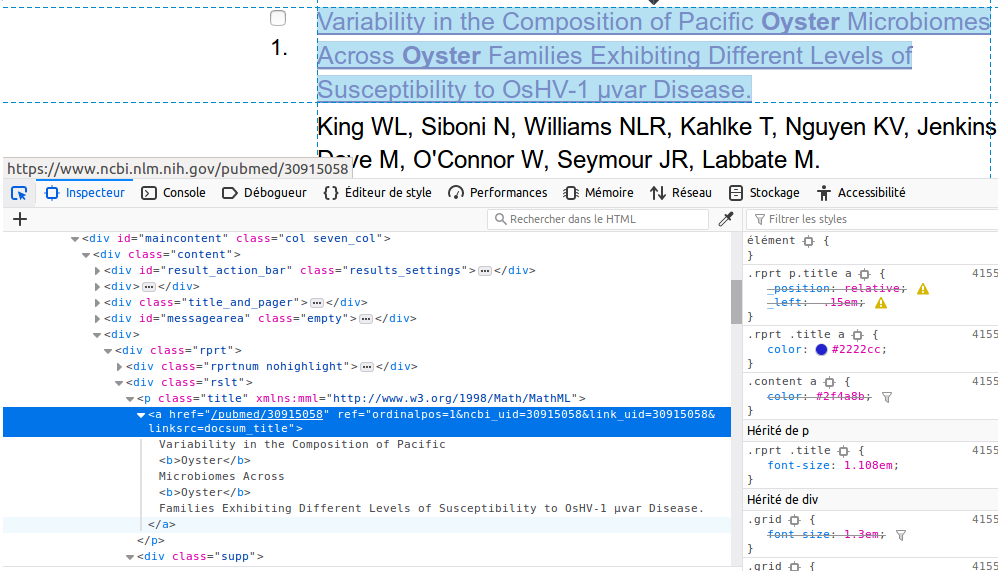 Variability in the Composition of Pacific Oyster Microbiomes
1.
Across Oyster Families Exhibiting Different Levels of
Susceptibility to OsHV-1 µvar Disease.
King WL, Siboni N, Williams NLR, Kahlke T, Nguyen KV, Jenkins
M, O'Connor W, Seymour JR, Labbate M.
https://www.ncbi.nlm.nih.gov/pubmed/30915058
Inspecteur Console Débogueur {} Éditeur de style Performances Mémoire Réseau Stockage Accessibilité
+ Rechercher dans le HTML
<div id="maincontent" class="col seven_col">
<div class="content">
<div id="result_action_bar" class="results_settings">⋯</div>
<div>⋯</div>
<div class="title_and_pager">⋯</div>
<div id="messagearea" class="empty">⋯</div>
<div>
<div class="rprt">
<div class="rprtnum nohighlight">⋯</div>
<div class="rslt">
<p class="title" xmlns:mml="http://www.w3.org/1998/Math/MathML">
<a href="/pubmed/30915058" ref="ordinalpos=1&ncbi_uid=30915058&link_uid=30915058&
linksrc=docsum_title">
Variability in the Composition of Pacific
<b>Oyster</b>
Microbiomes Across
<b>Oyster</b>
Families Exhibiting Different Levels of Susceptibility to OsHV-1 µvar Disease.
</a>
</p>
<div class="supp">
Filtrer les styles
élément {
}
.rprt p.title a { 4155
_position: relative;
_left: -.15em;
}
.rprt .title a { 4155
color: #2222cc;
}
.content a { 4155
color: #2f4a8b;
}
Hérité de p
.rprt .title { 4155
font-size: 1.108em;
}
Hérité de div
.grid { 4155
font-size: 1.3em;
}
.grid { 4155